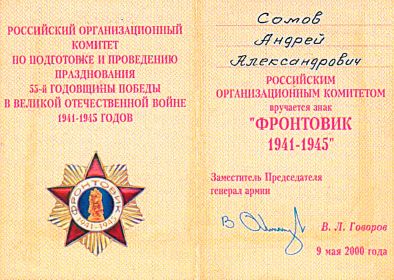 РОССИЙСКИЙ ОРГАНИЗАЦИОННЫЙ
КОМИТЕТ
ПО ПОДГОТОВКЕ И ПРОВЕДЕНИЮ
ПРАЗДНОВАНИЯ
55-й ГОДОВЩИНЫ ПОБЕДЫ
В ВЕЛИКОЙ ОТЕЧЕСТВЕННОЙ ВОЙНЕ
1941-1945 ГОДОВ
ФРОНТОВИК
1941-1945
Сомов
Андрей
Александрович
РОССИЙСКИМ
ОРГАНИЗАЦИОННЫМ КОМИТЕТОМ
вручается знак
"ФРОНТОВИК
1941-1945"
Заместитель Председателя
генерал армии
В. Л. Говоров
9 мая 2000 года